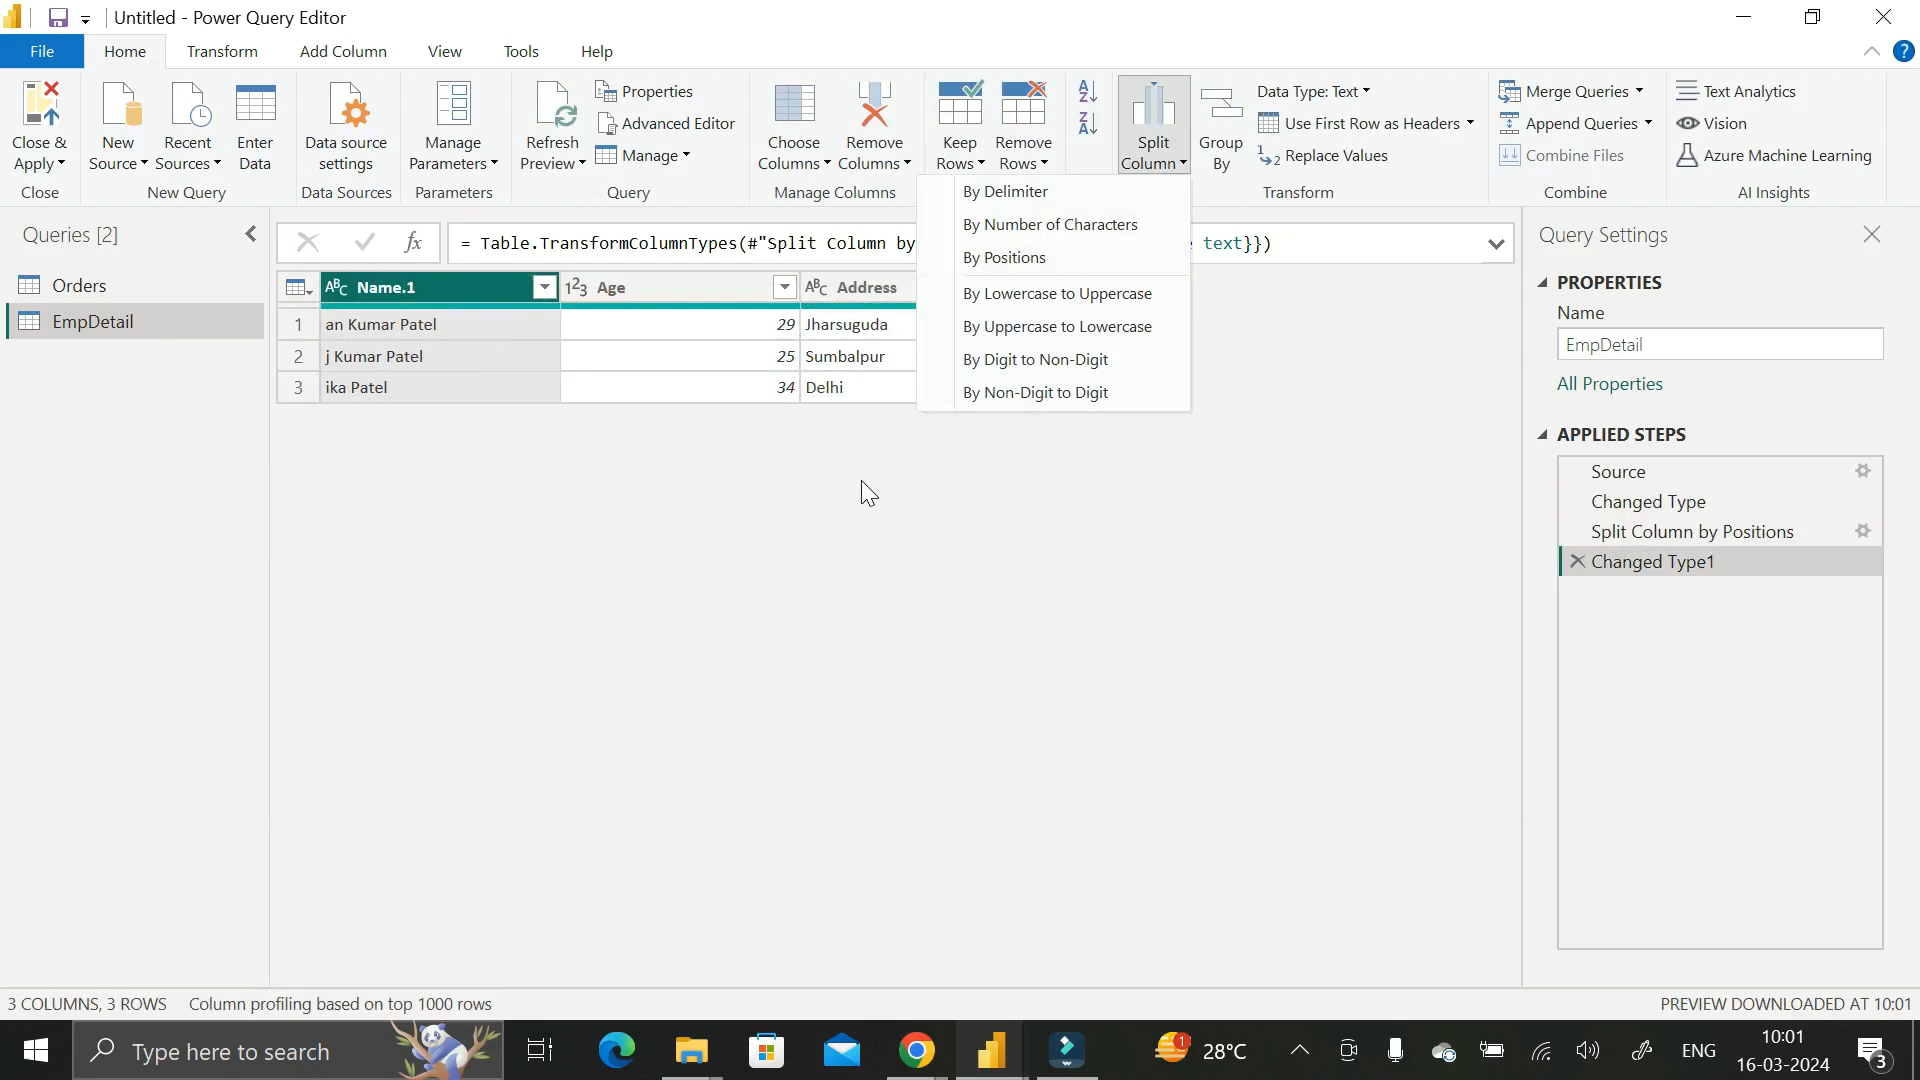 Untitled - Power Query Editor
File Home Transform Add Column View Tools Help
Close & Apply
New Source
Recent Sources
Enter Data
Data source settings
Manage Parameters
Refresh Preview
Properties
Advanced Editor
Manage
Choose Columns
Remove Columns
Keep Rows
Remove Rows
Split Column
Group By
Data Type: Text
Use First Row as Headers
Replace Values
Merge Queries
Append Queries
Combine Files
Text Analytics
Vision
Azure Machine Learning
Close New Query Data Sources Parameters Query Manage Columns Transform Combine AI Insights
By Delimiter
By Number of Characters
By Positions
By Lowercase to Uppercase
By Uppercase to Lowercase
By Digit to Non-Digit
By Non-Digit to Digit
Queries [2]
Orders
EmpDetail
fx = Table.TransformColumnTypes(#"Split Column by text}})
ABC Name.1 123 Age ABC Address
1 an Kumar Patel 29 Jharsuguda
2 j Kumar Patel 25 Sumbalpur
3 ika Patel 34 Delhi
Query Settings
PROPERTIES
Name
EmpDetail
All Properties
APPLIED STEPS
Source
Changed Type
Split Column by Positions
Changed Type1
3 COLUMNS, 3 ROWS Column profiling based on top 1000 rows PREVIEW DOWNLOADED AT 10:01
Type here to search
1
28°C
ENG
10:01
16-03-2024
3